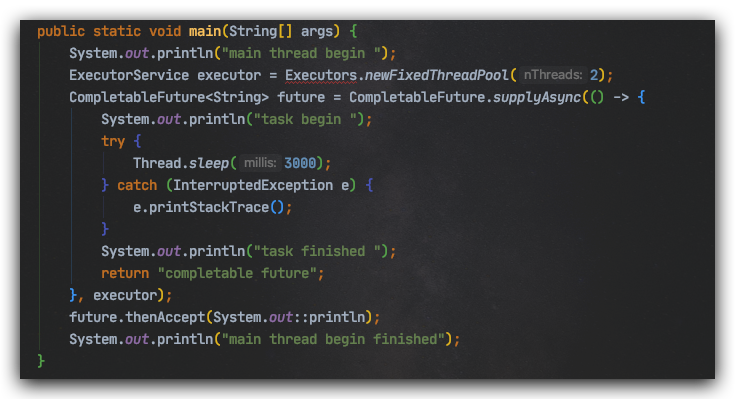 public static void main(String[] args) {
System.out.println("main thread begin ");
ExecutorService executor = Executors.newFixedThreadPool( nThreads: 2);
CompletableFuture<String> future = CompletableFuture.supplyAsync(() -> {
System.out.println("task begin ");
try {
Thread.sleep( millis: 3000);
} catch (InterruptedException e) {
e.printStackTrace();
}
System.out.println("task finished ");
return "completable future";
}, executor);
future.thenAccept(System.out::println);
System.out.println("main thread begin finished");
}